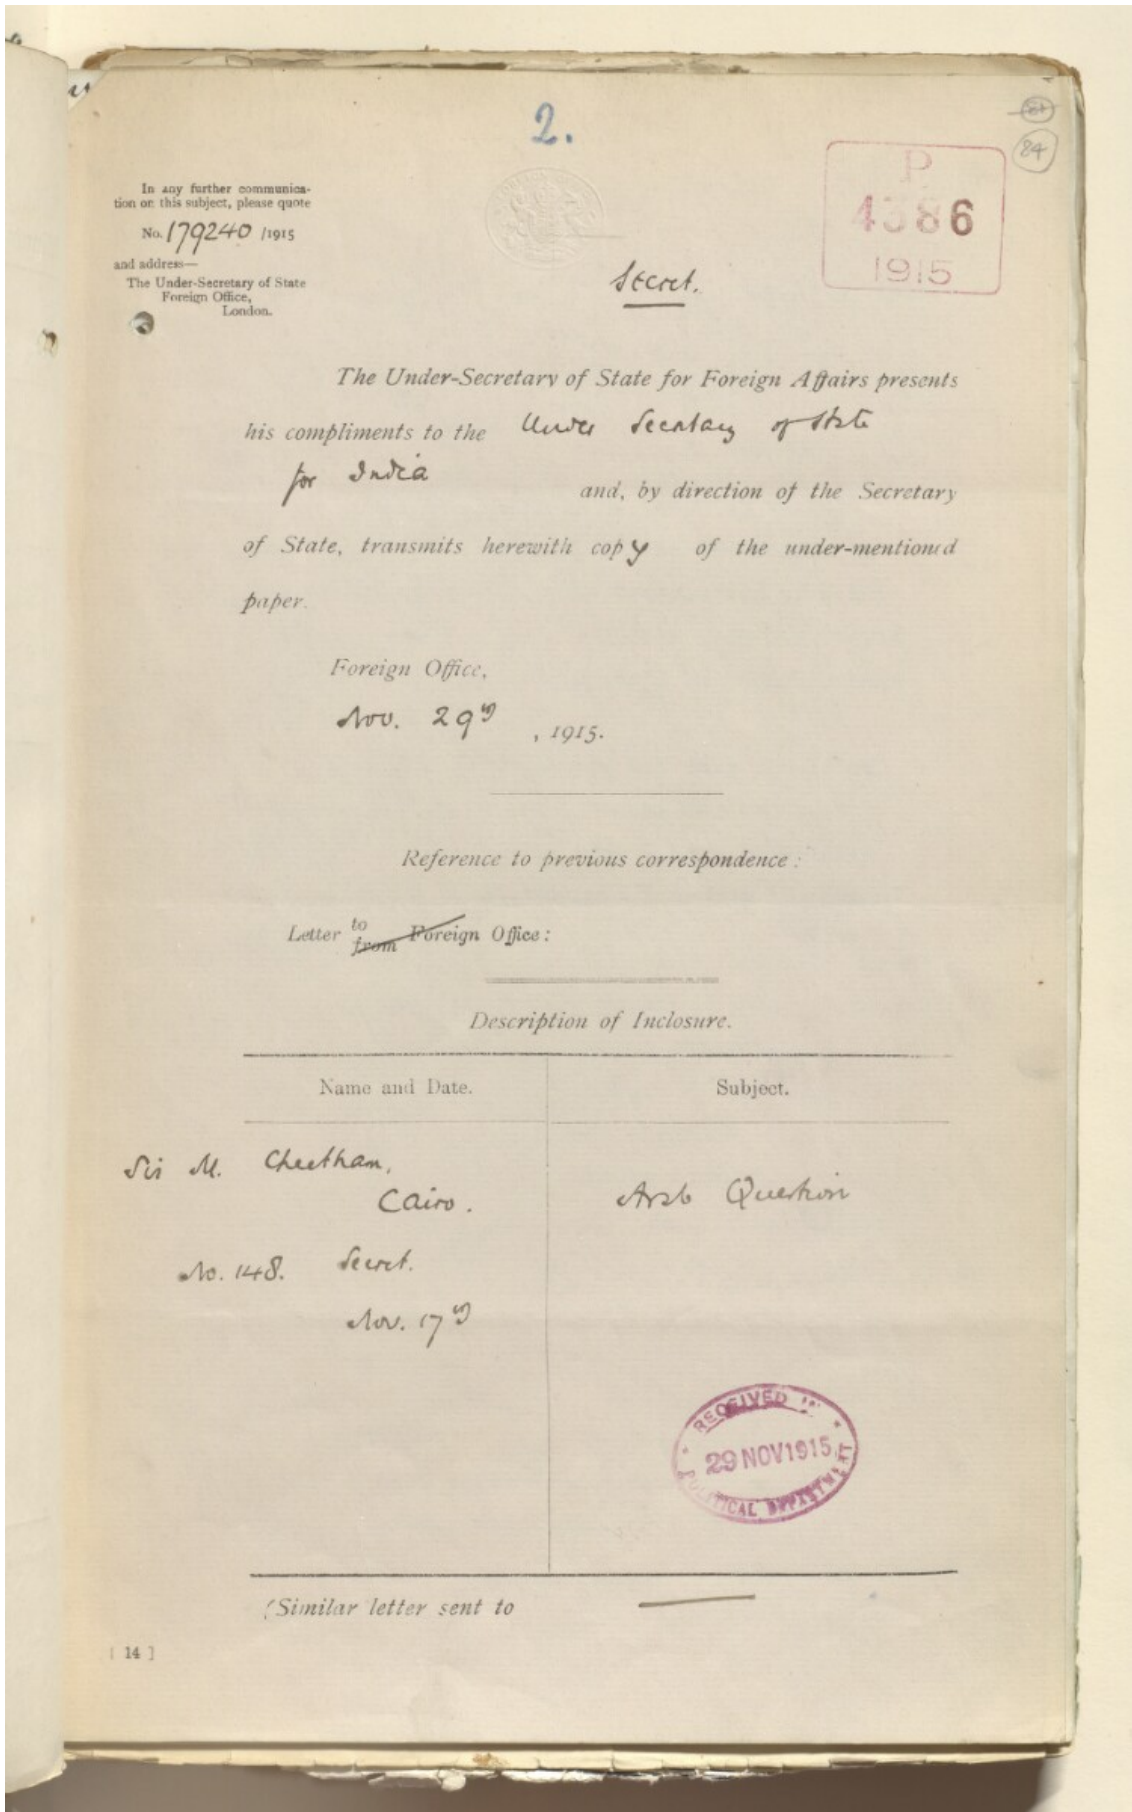 2.
84
In any further communica-
tion on this subject, please quote
No. 179240 /1915
and address—
The Under-Secretary of State
Foreign Office,
London.
P
4386
1915
Secret.
The Under-Secretary of State for Foreign Affairs presents
his compliments to the Under Secretary of State
for India and, by direction of the Secretary
of State, transmits herewith copy of the under-mentioned
paper.
Foreign Office,
Nov. 29th, 1915.
Reference to previous correspondence:
Letter to from Foreign Office:
Description of Inclosure.
Name and Date.
Subject.
Sir M. Cheetham,
Cairo.
No. 148. Secret.
Nov. 17th
Arab Question
RECEIVED IN
29 NOV 1915
POLITICAL DEPARTMENT
(Similar letter sent to
[ 14 ]